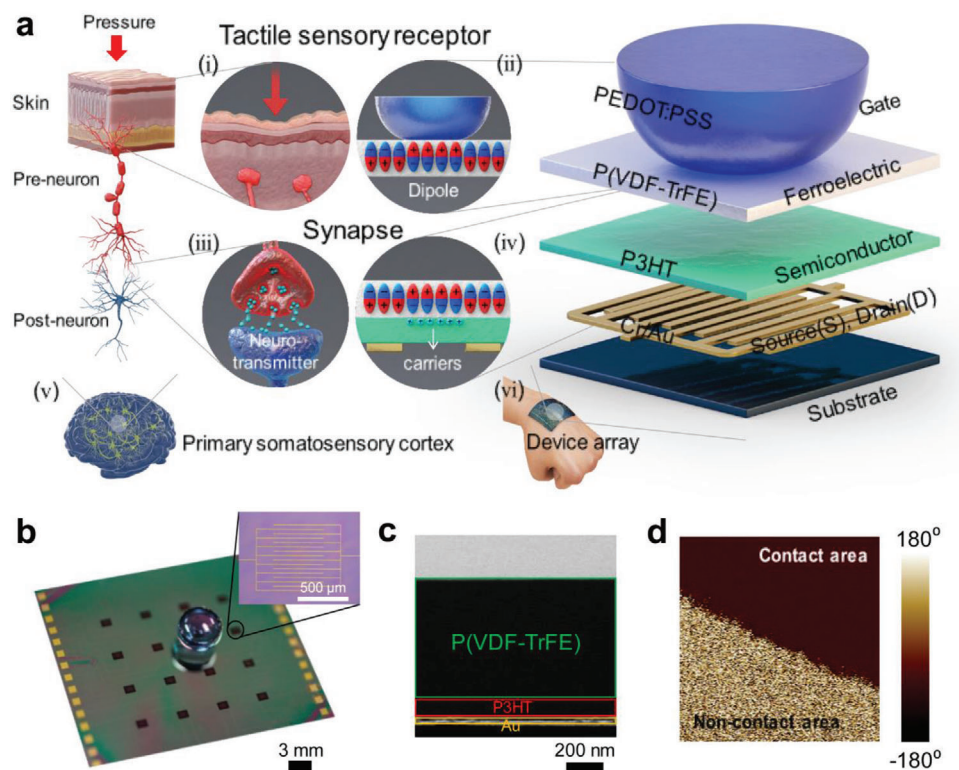 a
Pressure
Skin
Pre-neuron
Post-neuron
Tactile sensory receptor
(i)
(ii)
Dipole
Synapse
(iii)
Neuro-
transmitter
(iv)
carriers
(v)
Primary somatosensory cortex
(vi)
Device array
PEDOT:PSS
Gate
P(VDF-TrFE)
Ferroelectric
P3HT
Semiconductor
Cr/Au
Source(S), Drain(D)
Substrate
b
500 µm
3 mm
c
P(VDF-TrFE)
P3HT
Au
200 nm
d
Contact area
Non-contact area
180°
-180°